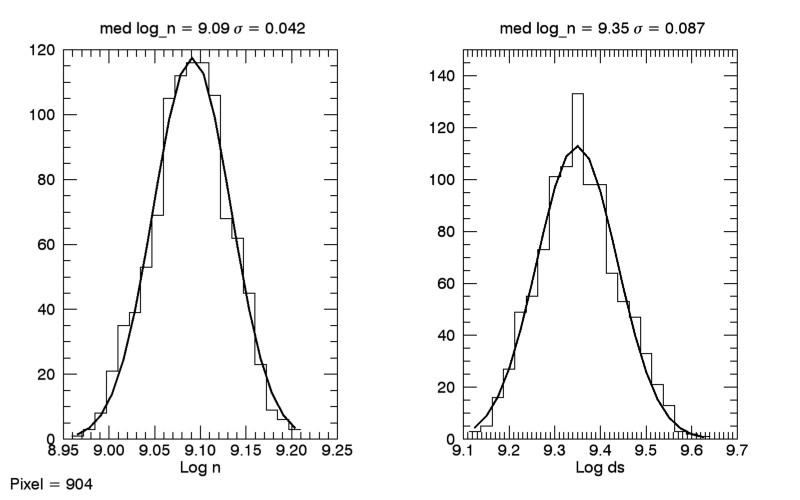 med log_n = 9.09 σ = 0.042
120
100
80
60
40
20
0
8.95 9.00 9.05 9.10 9.15 9.20 9.25
Log n
med log_n = 9.35 σ = 0.087
140
120
100
80
60
40
20
0
9.1 9.2 9.3 9.4 9.5 9.6 9.7
Log ds
Pixel = 904